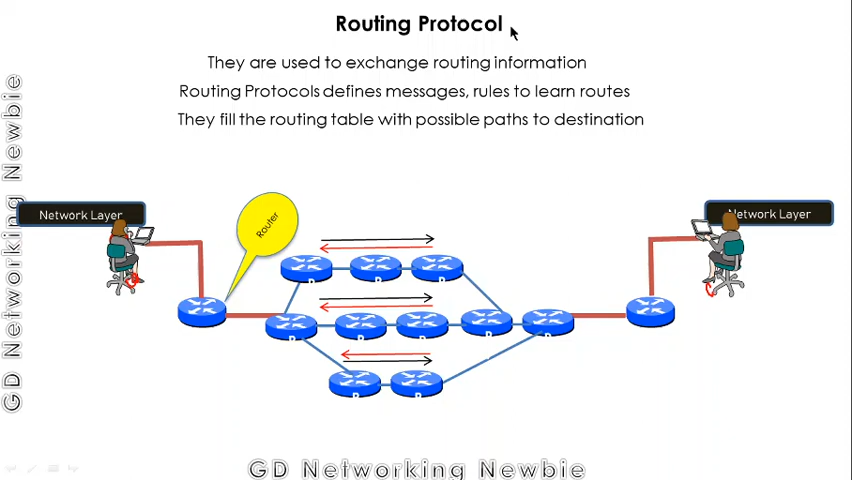 Routing Protocol
They are used to exchange routing information
Routing Protocols defines messages, rules to learn routes
They fill the routing table with possible paths to destination
GD Networking Newbie
Network Layer
Router
Network Layer
GD Networking Newbie